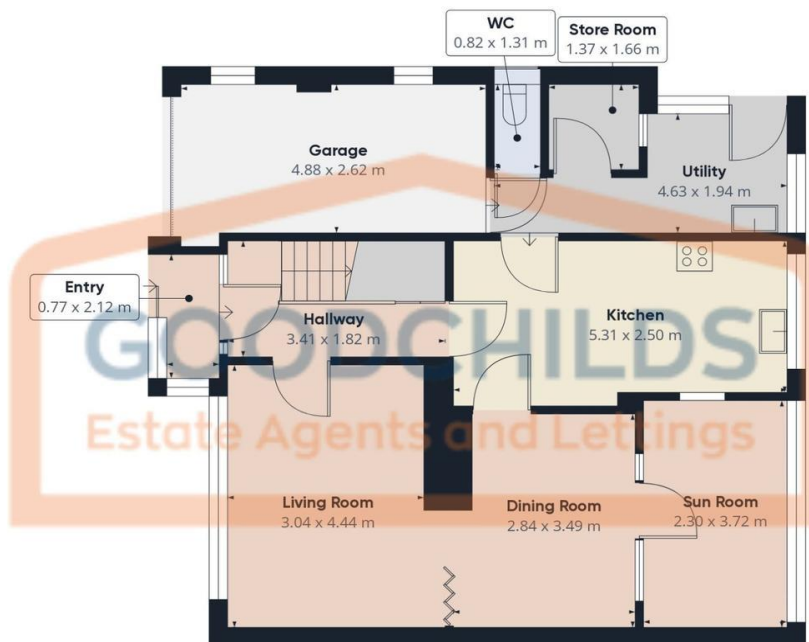 WC
0.82 x 1.31 m
Store Room
1.37 x 1.66 m
Garage
4.88 x 2.62 m
Utility
4.63 x 1.94 m
Entry
0.77 x 2.12 m
Hallway
3.41 x 1.82 m
Kitchen
5.31 x 2.50 m
GOODCHILDS
Estate Agents and Lettings
Living Room
3.04 x 4.44 m
Dining Room
2.84 x 3.49 m
Sun Room
2.30 x 3.72 m